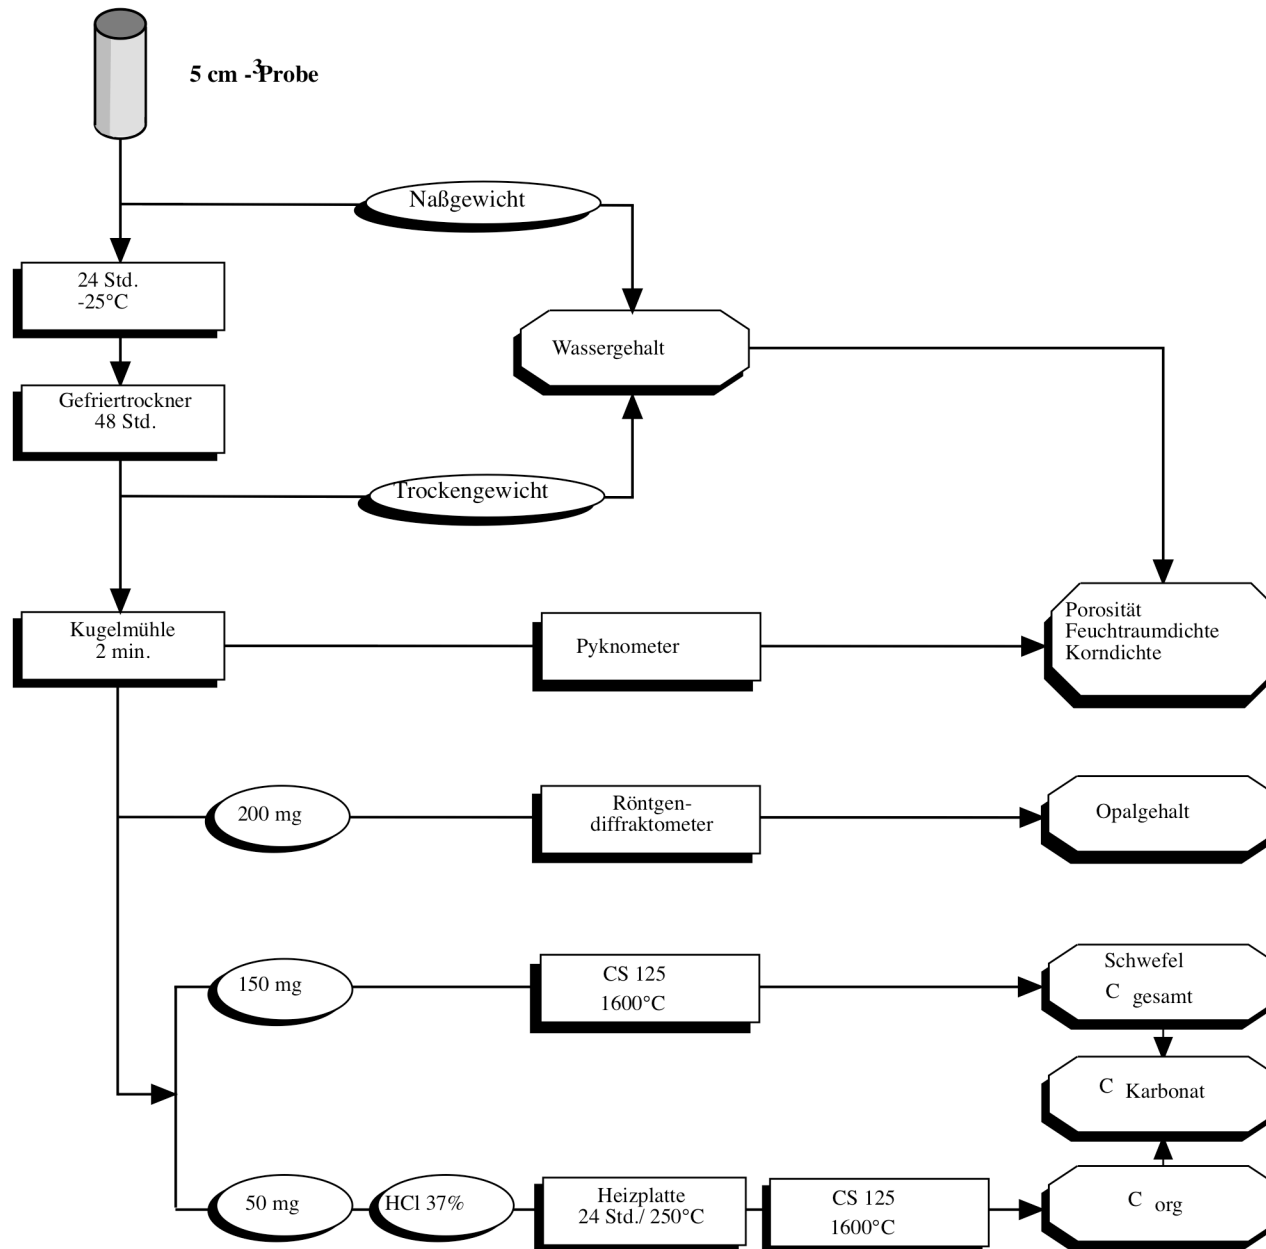 5 cm -³Probe
Naßgewicht
24 Std.
-25°C
Wassergehalt
Gefriertrockner
48 Std.
Trockengewicht
Kugelmühle
2 min.
Pyknometer
Porosität
Feuchtraumdichte
Korndichte
200 mg
Röntgen-
diffraktometer
Opalgehalt
150 mg
CS 125
1600°C
Schwefel
C gesamt
C Karbonat
50 mg
HCl 37%
Heizplatte
24 Std./ 250°C
CS 125
1600°C
C org